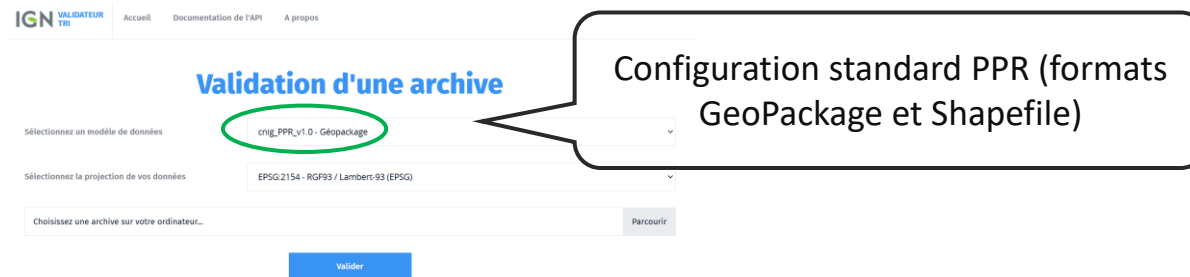 IGN VALIDATEUR TRI
Accueil
Documentation de l'API
A propos
Configuration standard PPR (formats
GeoPackage et Shapefile)
Validation d'une archive
Sélectionnez un modèle de données
cnig_PPR_v1.0 - Géopackage
Sélectionnez la projection de vos données
EPSG:2154 - RGF93 / Lambert-93 (EPSG)
Choisissez une archive sur votre ordinateur...
Parcourir
Valider